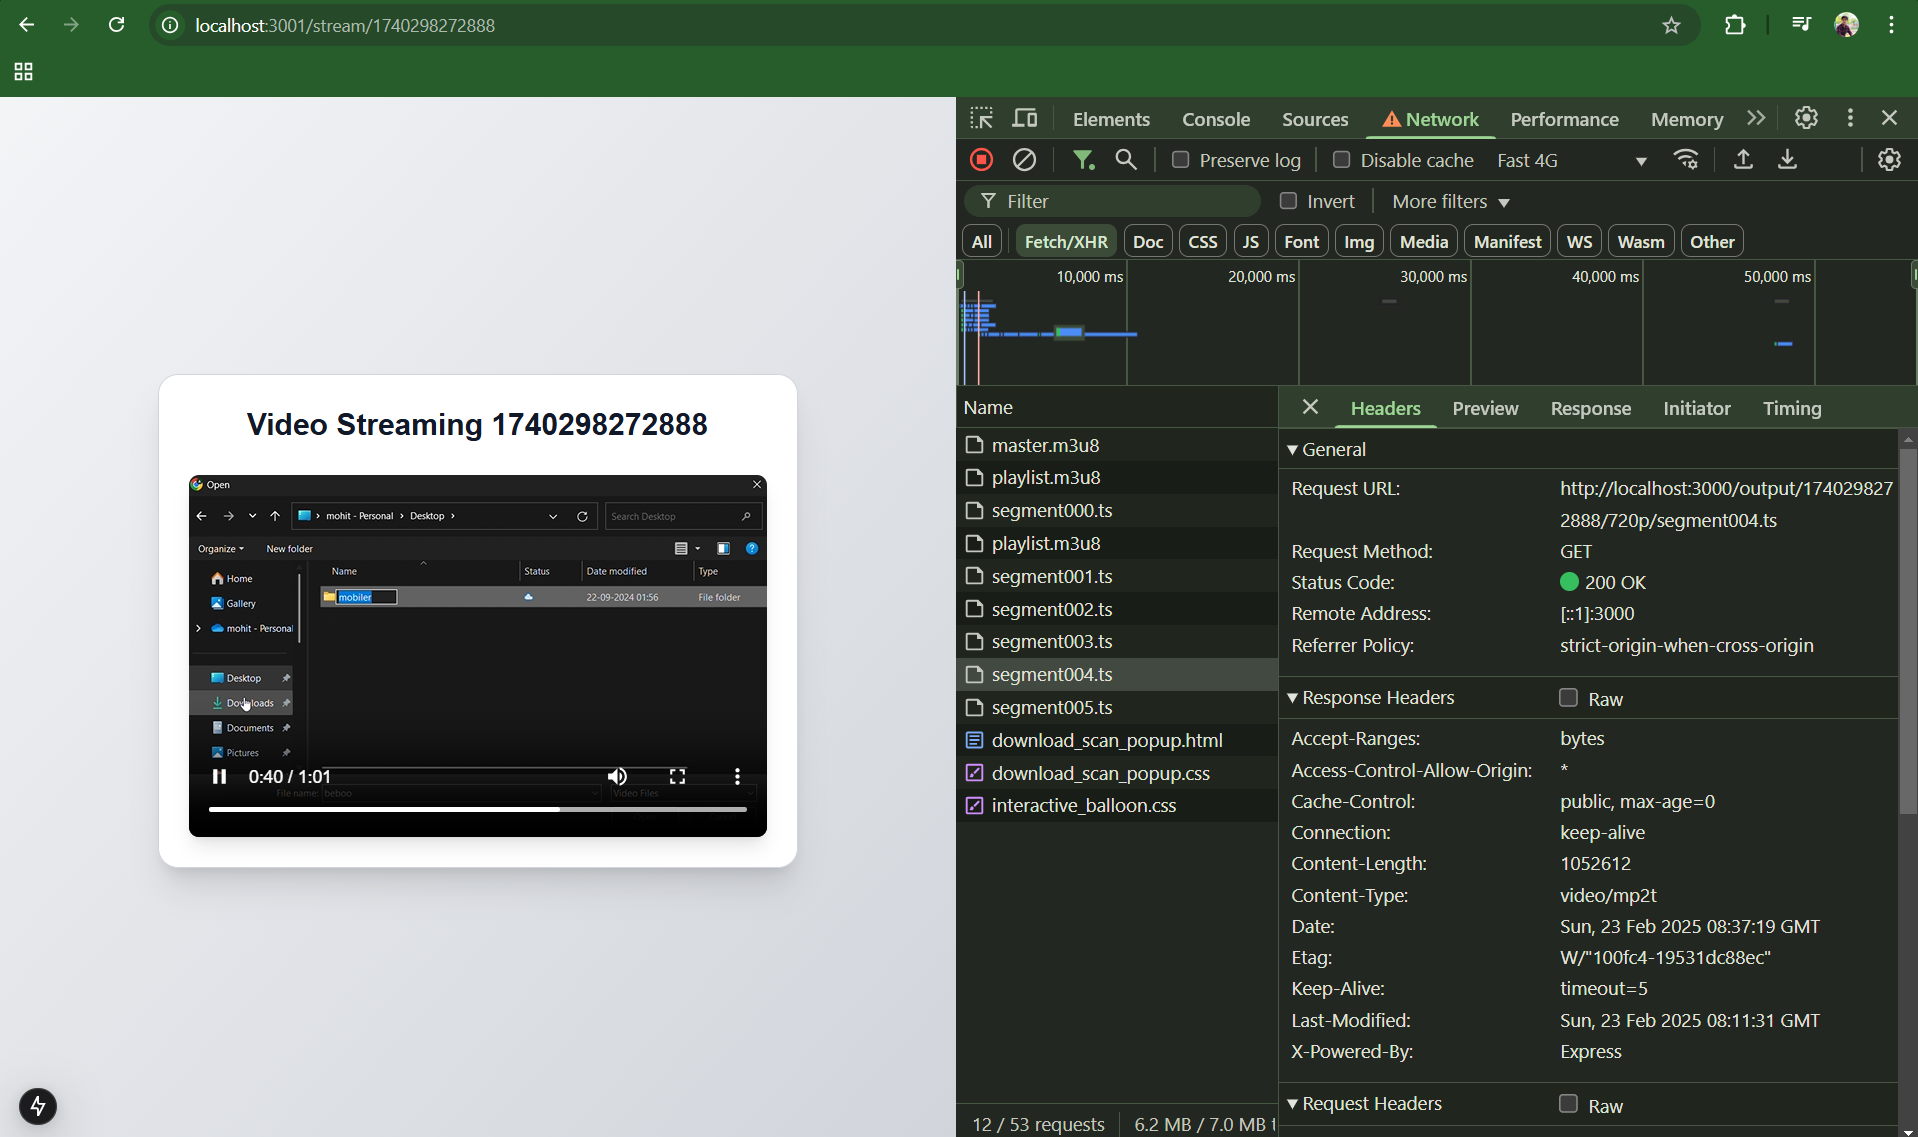 localhost:3001/stream/1740298272888
Video Streaming 1740298272888
Open
mohit - Personal > Desktop >
Search Desktop
Organize
New folder
Name
Status
Date modified
Type
Home
mobiler
22-09-2024 01:56
File folder
Gallery
mohit - Personal
Desktop
Downloads
Documents
Pictures
0:40 / 1:01
File name: beboo
Video Files
Elements
Console
Sources
Network
Performance
Memory
Preserve log
Disable cache
Fast 4G
Filter
Invert
More filters
All
Fetch/XHR
Doc
CSS
JS
Font
Img
Media
Manifest
WS
Wasm
Other
10,000 ms
20,000 ms
30,000 ms
40,000 ms
50,000 ms
Name
master.m3u8
playlist.m3u8
segment000.ts
playlist.m3u8
segment001.ts
segment002.ts
segment003.ts
segment004.ts
segment005.ts
download_scan_popup.html
download_scan_popup.css
interactive_balloon.css
12 / 53 requests
6.2 MB / 7.0 MB t
Headers
Preview
Response
Initiator
Timing
General
Request URL: http://localhost:3000/output/174029827
2888/720p/segment004.ts
Request Method: GET
Status Code: 200 OK
Remote Address: [::1]:3000
Referrer Policy: strict-origin-when-cross-origin
Response Headers
Raw
Accept-Ranges: bytes
Access-Control-Allow-Origin: *
Cache-Control: public, max-age=0
Connection: keep-alive
Content-Length: 1052612
Content-Type: video/mp2t
Date: Sun, 23 Feb 2025 08:37:19 GMT
Etag: W/"100fc4-19531dc88ec"
Keep-Alive: timeout=5
Last-Modified: Sun, 23 Feb 2025 08:11:31 GMT
X-Powered-By: Express
Request Headers
Raw